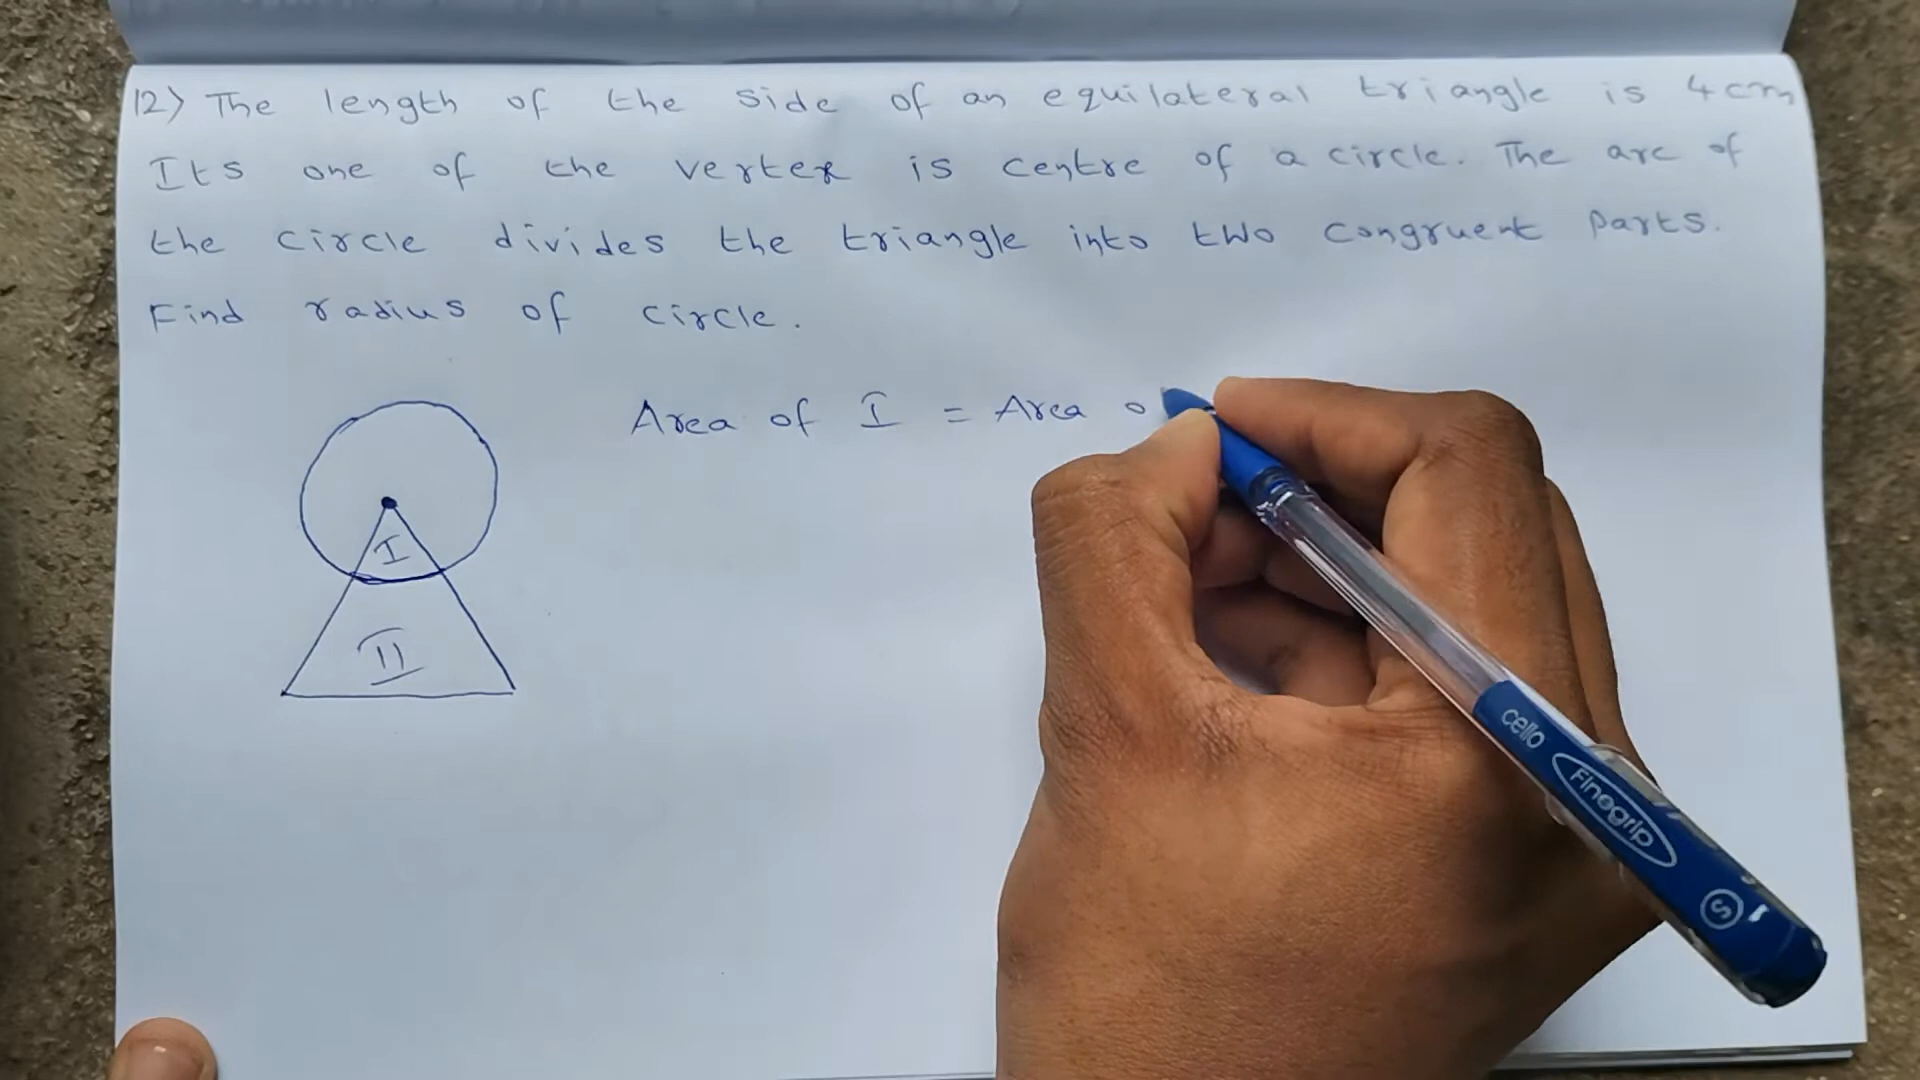 12) The length of the side of an equilateral triangle is 4cm
Its one of the vertex is centre of a circle. The arc of
the circle divides the triangle into two congruent parts.
Find radius of circle.
Area of I = Area o
I
II
cello
Finegrip
S